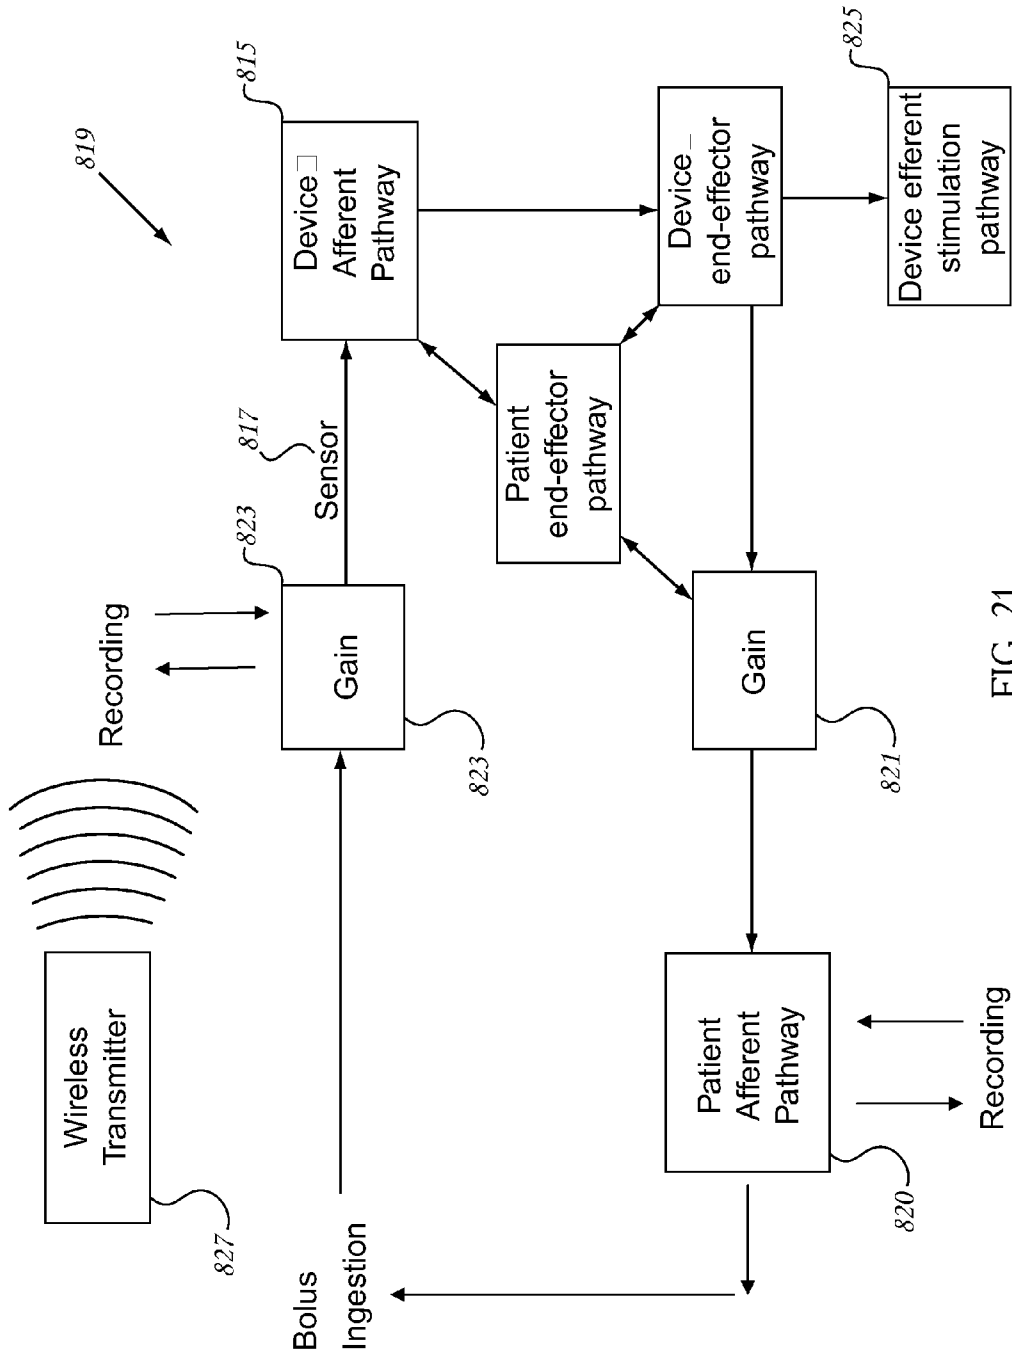 819
Wireless
Transmitter
827
Recording
Bolus
Ingestion
Gain
823
823
Sensor
817
Device□
Afferent
Pathway
815
Patient
end-effector
pathway
Patient
Afferent
Pathway
820
Gain
821
Device_
end-effector
pathway
Device efferent
stimulation
pathway
825
Recording
FIG. 21